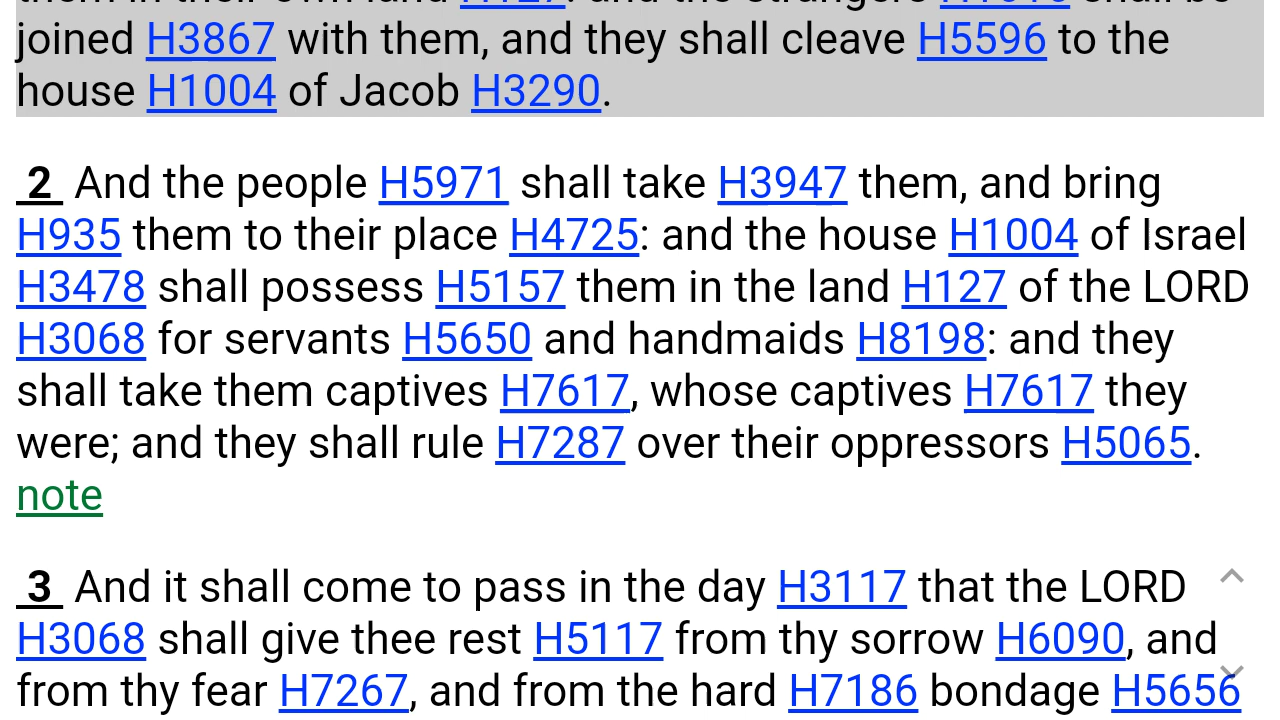 joined H3867 with them, and they shall cleave H5596 to the
house H1004 of Jacob H3290.
2 And the people H5971 shall take H3947 them, and bring
H935 them to their place H4725: and the house H1004 of Israel
H3478 shall possess H5157 them in the land H127 of the LORD
H3068 for servants H5650 and handmaids H8198: and they
shall take them captives H7617, whose captives H7617 they
were; and they shall rule H7287 over their oppressors H5065.
note
3 And it shall come to pass in the day H3117 that the LORD
H3068 shall give thee rest H5117 from thy sorrow H6090, and
from thy fear H7267, and from the hard H7186 bondage H5656